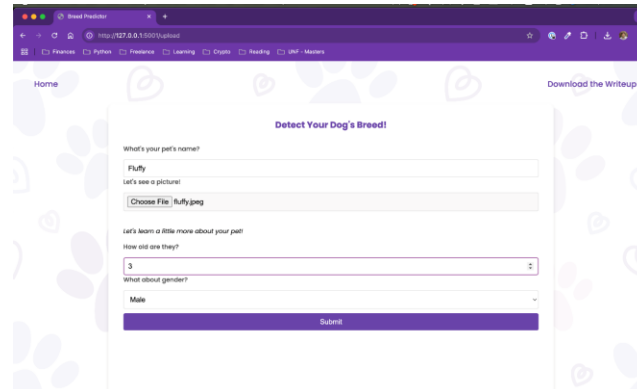 Breed Predictor
http://127.0.0.1:5001/upload
Finances Python Freelance Learning Crypto Reading UNF - Masters
Home
Download the Writeup
Detect Your Dog's Breed!
What's your pet's name?
Fluffy
Let's see a picture!
Choose File fluffy.jpeg
Let's learn a little more about your pet!
How old are they?
3
What about gender?
Male
Submit